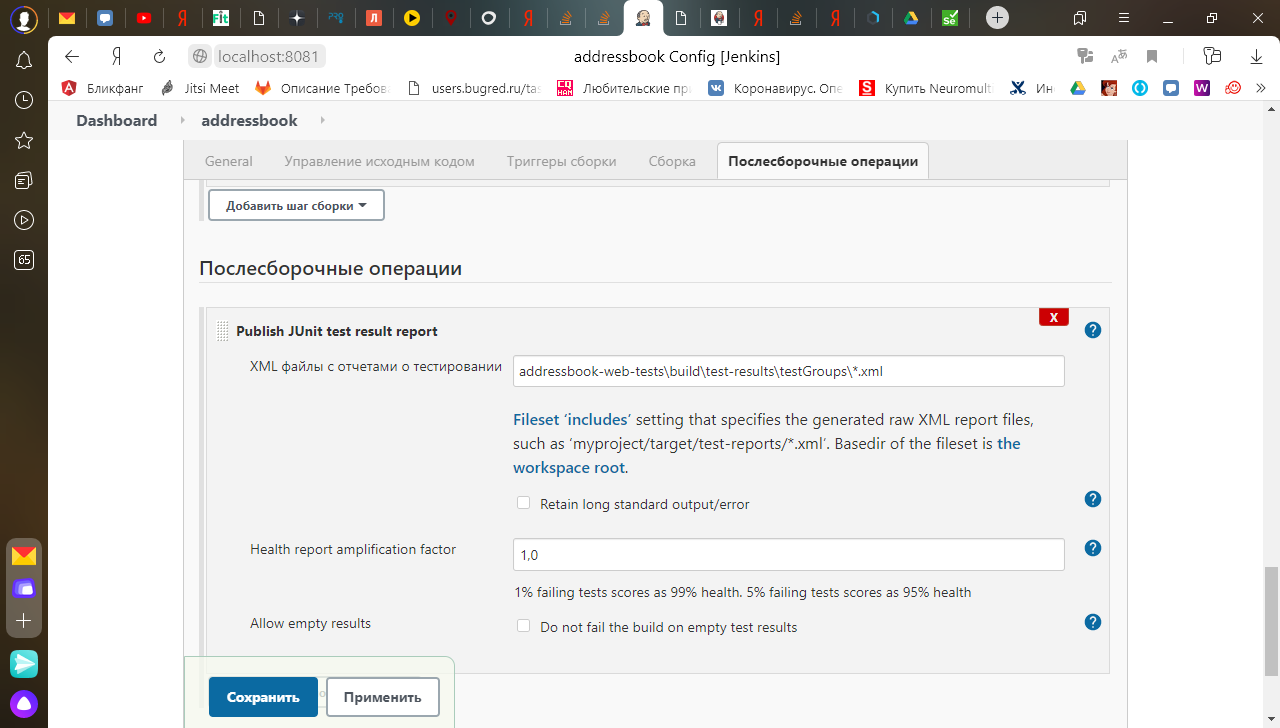 Fit
Se
localhost:8081
addressbook Config [Jenkins]
Бликфанг
Jitsi Meet
Описание Требова
users.bugred.ru/tas
Любительские пр
Коронавирус. Опе
Купить Neuromulti
Ин
W
Dashboard
addressbook
General
Управление исходным кодом
Триггеры сборки
Сборка
Послесборочные операции
65
Добавить шаг сборки
Послесборочные операции
X
Publish JUnit test result report
?
XML файлы с отчетами о тестировании
addressbook-web-tests\build\test-results\testGroups\*.xml
Fileset ‘includes’ setting that specifies the generated raw XML report files,
such as ‘myproject/target/test-reports/*.xml’. Basedir of the fileset is the
workspace root.
Retain long standard output/error
?
Health report amplification factor
1,0
?
1% failing tests scores as 99% health. 5% failing tests scores as 95% health
Allow empty results
Do not fail the build on empty test results
?
Сохранить
Применить